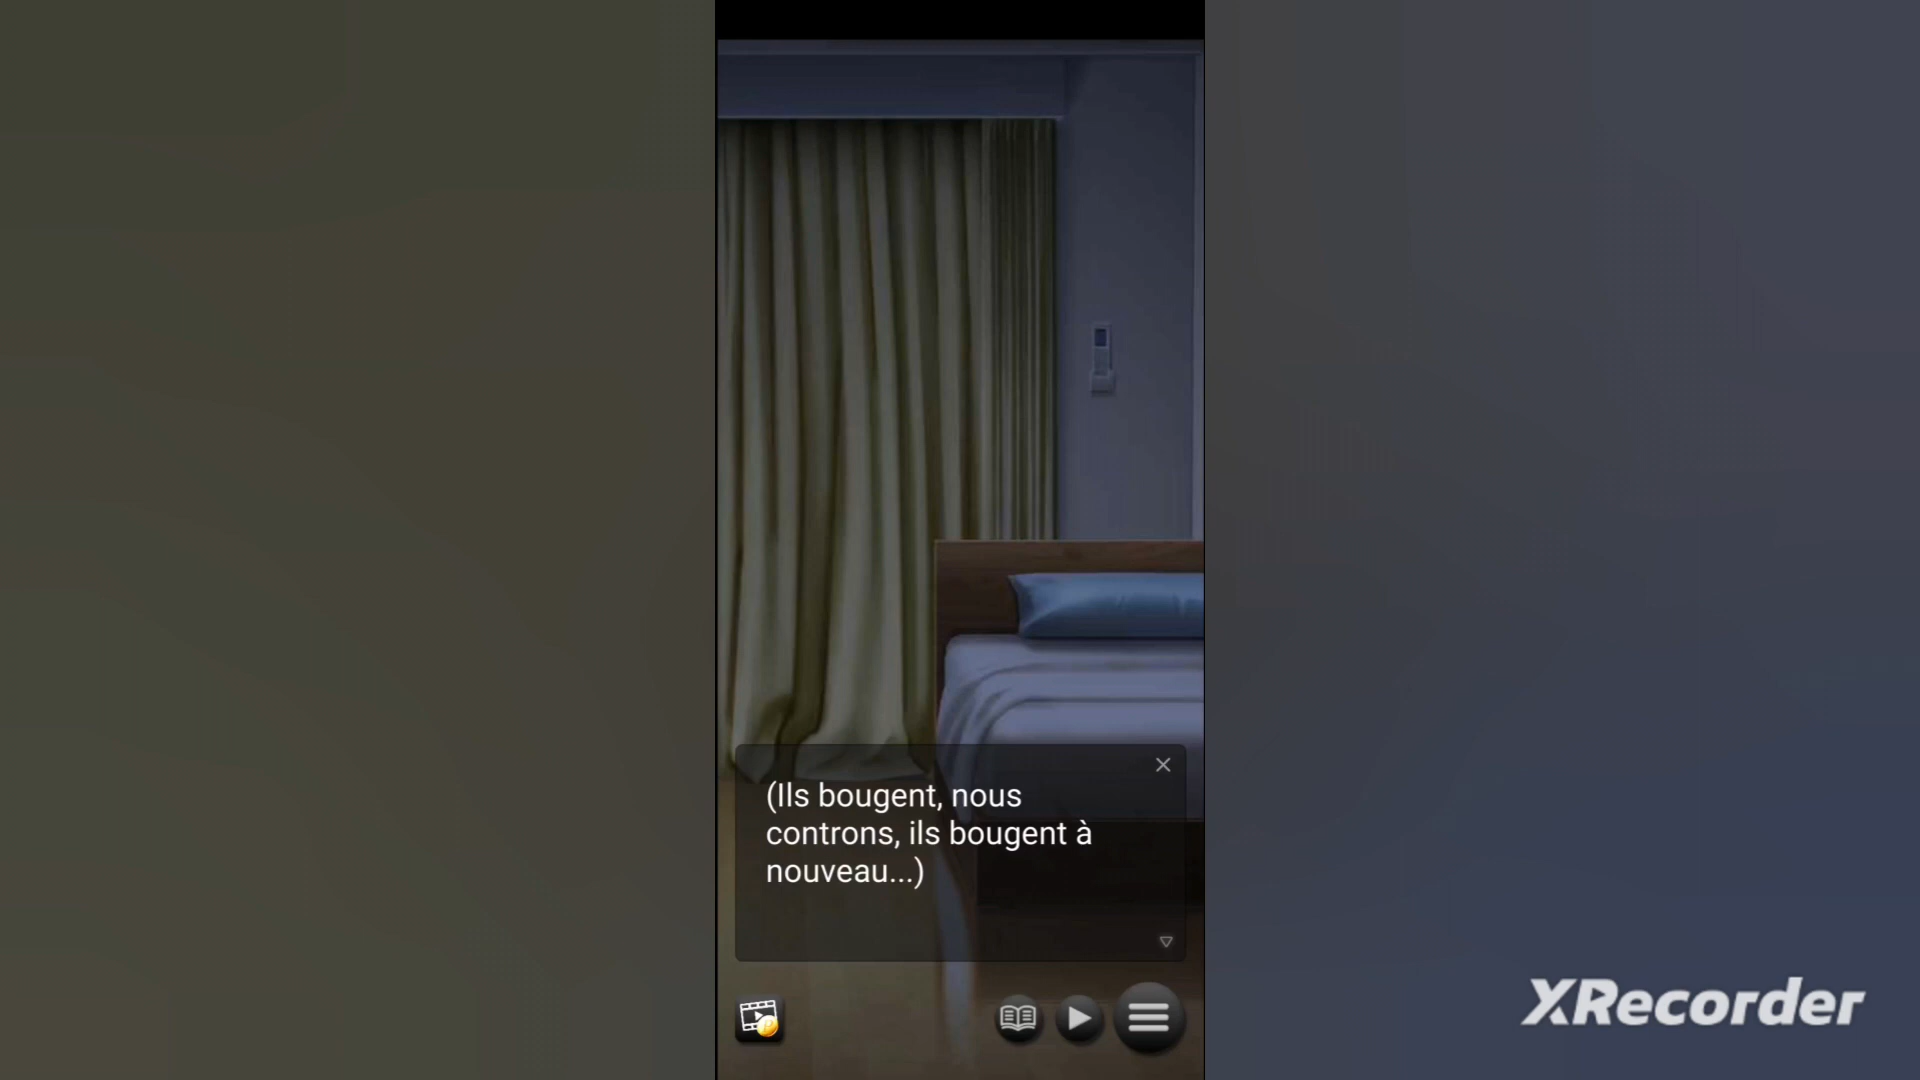 (Ils bougent, nous
controns, ils bougent à
nouveau...)
XRecorder